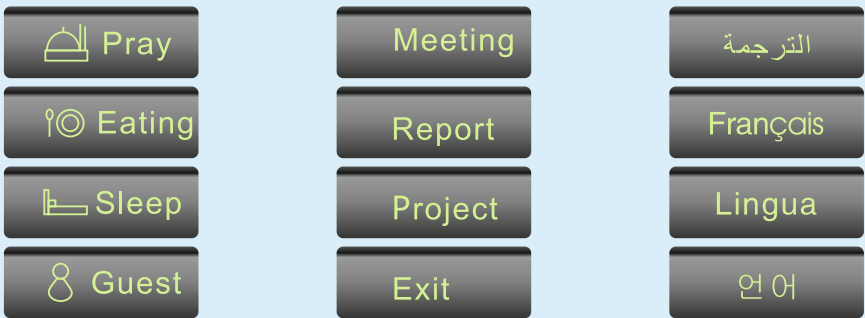 Pray
Eating
Sleep
Guest
Meeting
Report
Project
Exit
الترجمة
Français
Lingua
언어